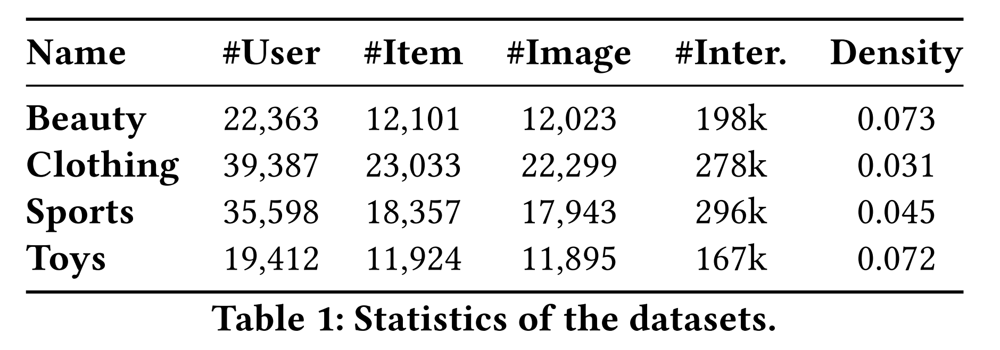 Name #User #Item #Image #Inter. Density
Beauty 22,363 12,101 12,023 198k 0.073
Clothing 39,387 23,033 22,299 278k 0.031
Sports 35,598 18,357 17,943 296k 0.045
Toys 19,412 11,924 11,895 167k 0.072
Table 1: Statistics of the datasets.